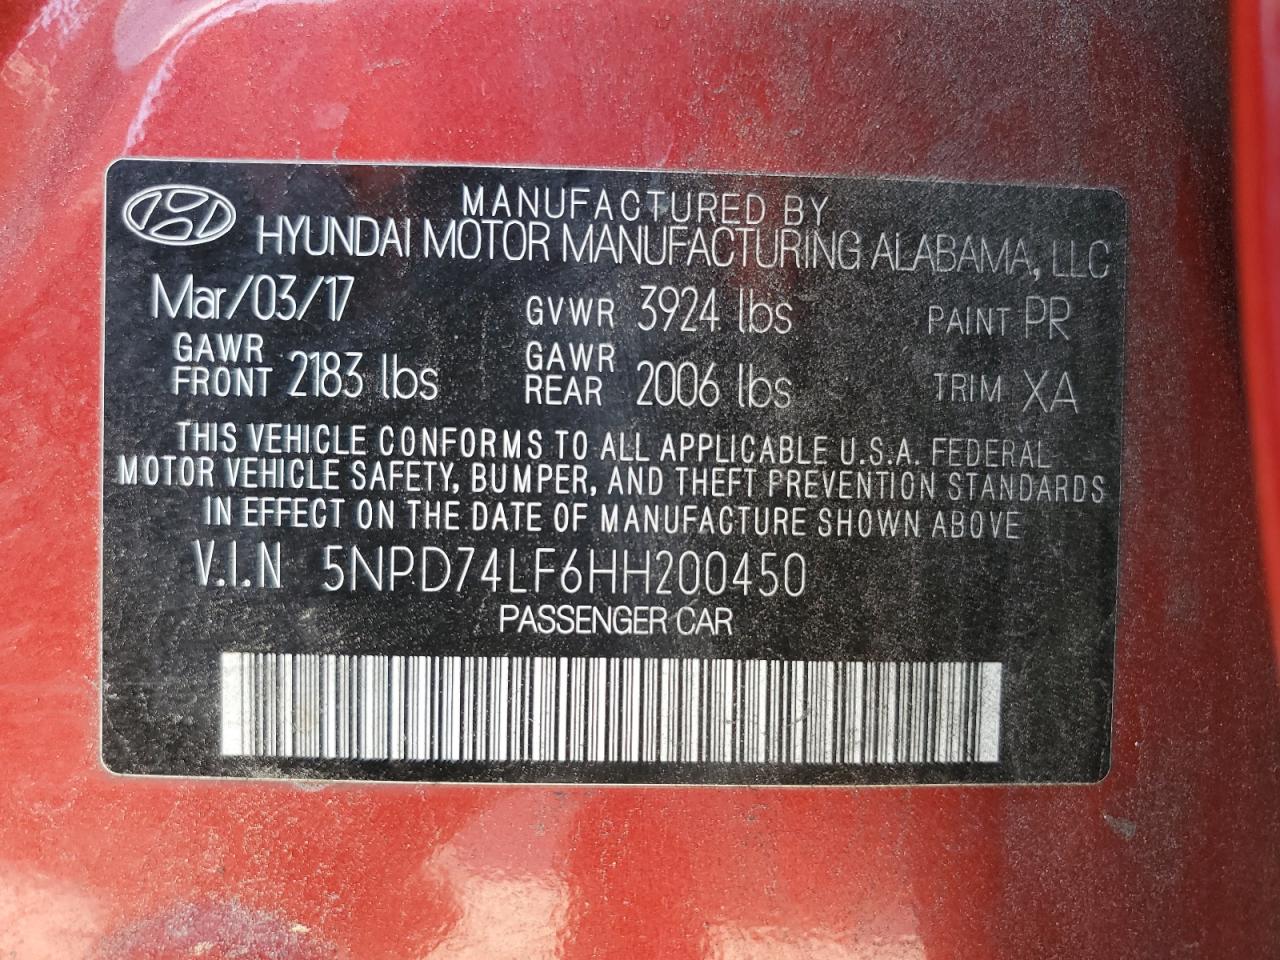 MANUFACTURED BY
HYUNDAI MOTOR MANUFACTURING ALABAMA, LLC
Mar/03/17 GVWR 3924 lbs PAINT PR
GAWR FRONT 2183 lbs GAWR REAR 2006 lbs TRIM XA
THIS VEHICLE CONFORMS TO ALL APPLICABLE U.S.A. FEDERAL
MOTOR VEHICLE SAFETY, BUMPER, AND THEFT PREVENTION STANDARDS
IN EFFECT ON THE DATE OF MANUFACTURE SHOWN ABOVE
V.I.N 5NPD74LF6HH200450
PASSENGER CAR